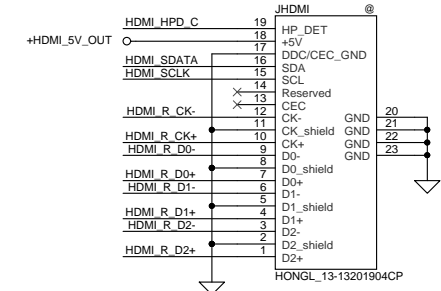 JHDMI @
HDMI_HPD_C 19 HP_DET
+HDMI_5V_OUT 18 +5V
17 DDC/CEC_GND
HDMI_SDATA 16 SDA
HDMI_SCLK 15 SCL
14 Reserved
13 CEC
HDMI_R_CK- 12 CK- GND 20
11 CK_shield GND 21
HDMI_R_CK+ 10 CK+ GND 22
HDMI_R_D0- 9 D0- GND 23
8 D0_shield
HDMI_R_D0+ 7 D0+
HDMI_R_D1- 6 D1-
5 D1_shield
HDMI_R_D1+ 4 D1+
HDMI_R_D2- 3 D2-
2 D2_shield
HDMI_R_D2+ 1 D2+
HONGL_13-13201904CP